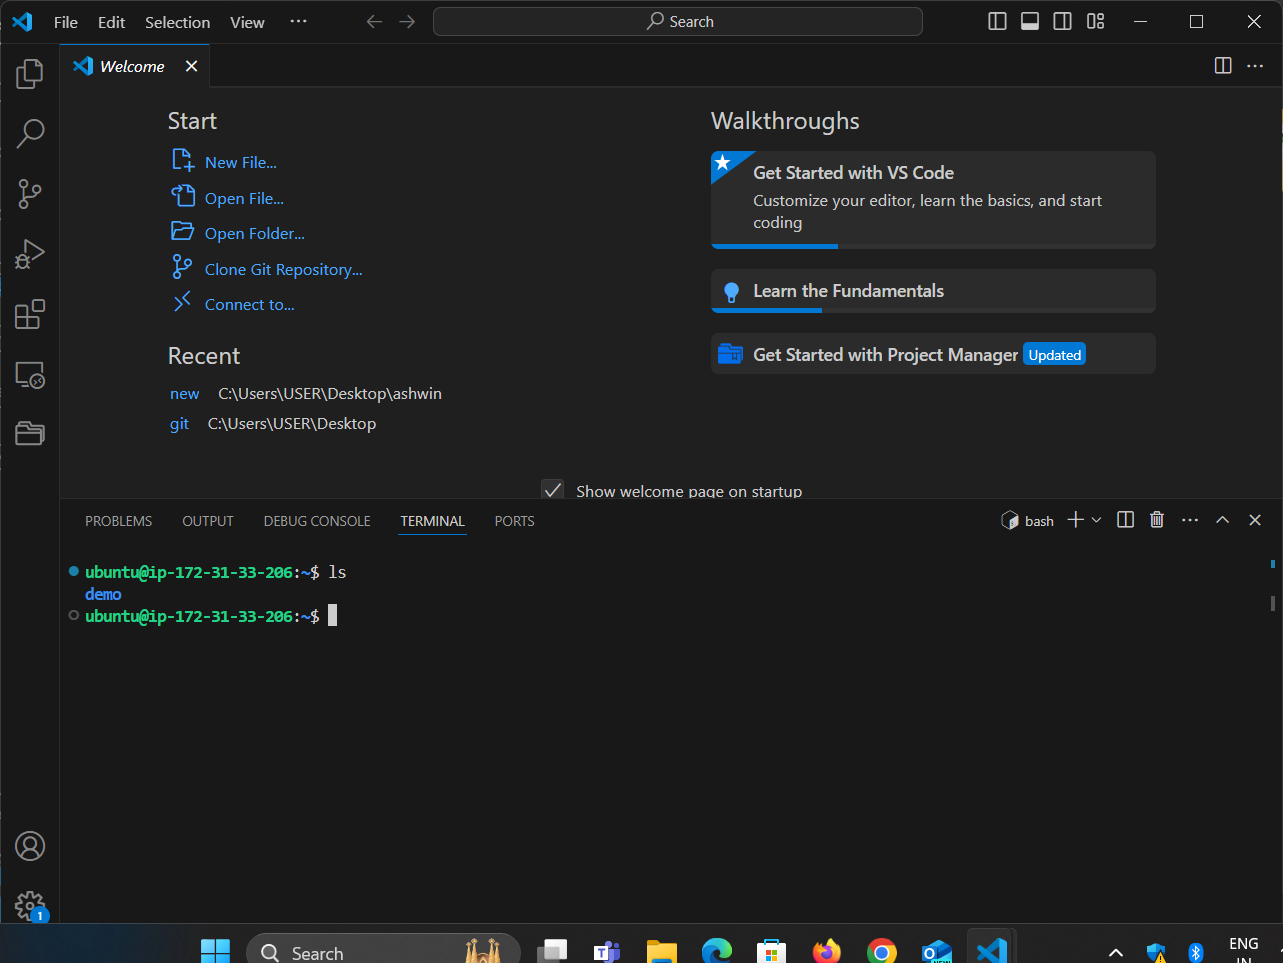 File Edit Selection View ··· Search
Welcome
Start
New File...
Open File...
Open Folder...
Clone Git Repository...
Connect to...
Recent
new C:\Users\USER\Desktop\ashwin
git C:\Users\USER\Desktop
Walkthroughs
Get Started with VS Code
Customize your editor, learn the basics, and start
coding
Learn the Fundamentals
Get Started with Project Manager Updated
Show welcome page on startup
PROBLEMS OUTPUT DEBUG CONSOLE TERMINAL PORTS bash
ubuntu@ip-172-31-33-206:~$ ls
demo
ubuntu@ip-172-31-33-206:~$
1
Search
NEW
ENG
IN